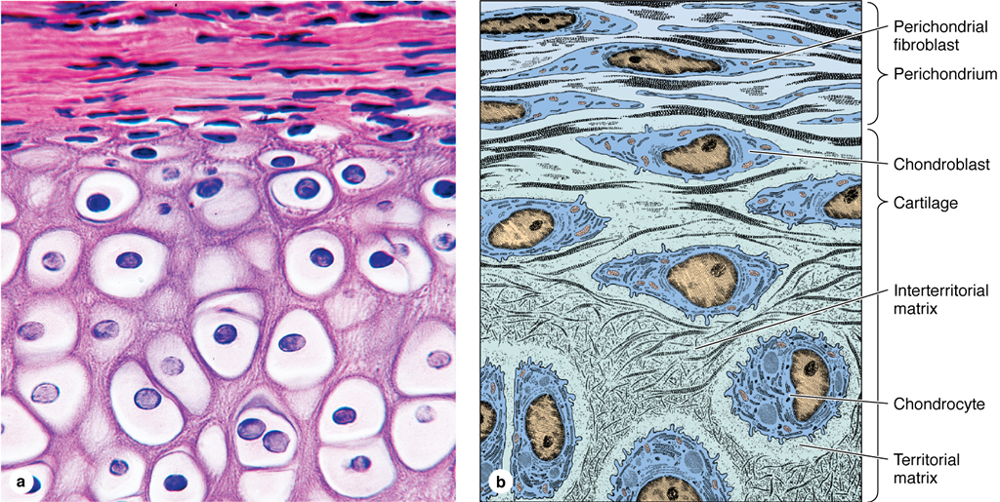 Perichondrial
fibroblast
Perichondrium
Chondroblast
Cartilage
Interterritorial
matrix
Chondrocyte
Territorial
matrix
a
b